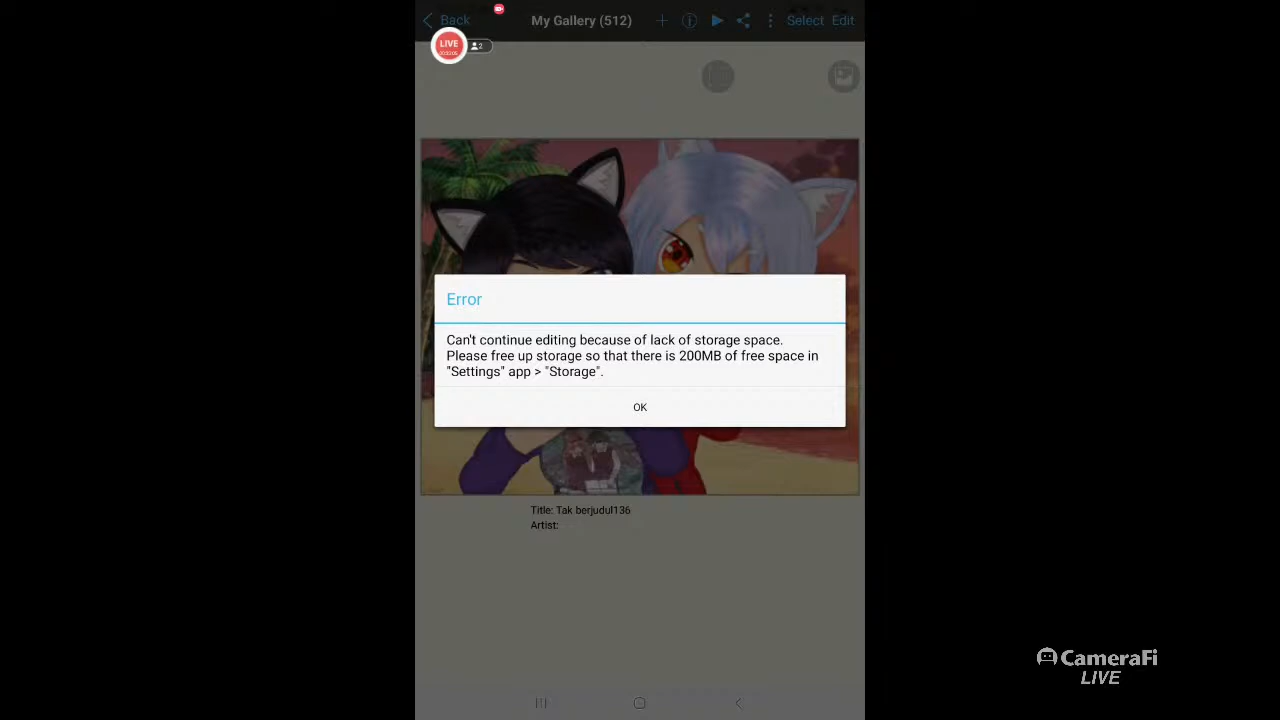 Back
My Gallery (512)
Select
Edit
LIVE
2
Error
Can't continue editing because of lack of storage space.
Please free up storage so that there is 200MB of free space in
"Settings" app > "Storage".
OK
Title: Tak berjudul136
Artist:
CameraFi
LIVE